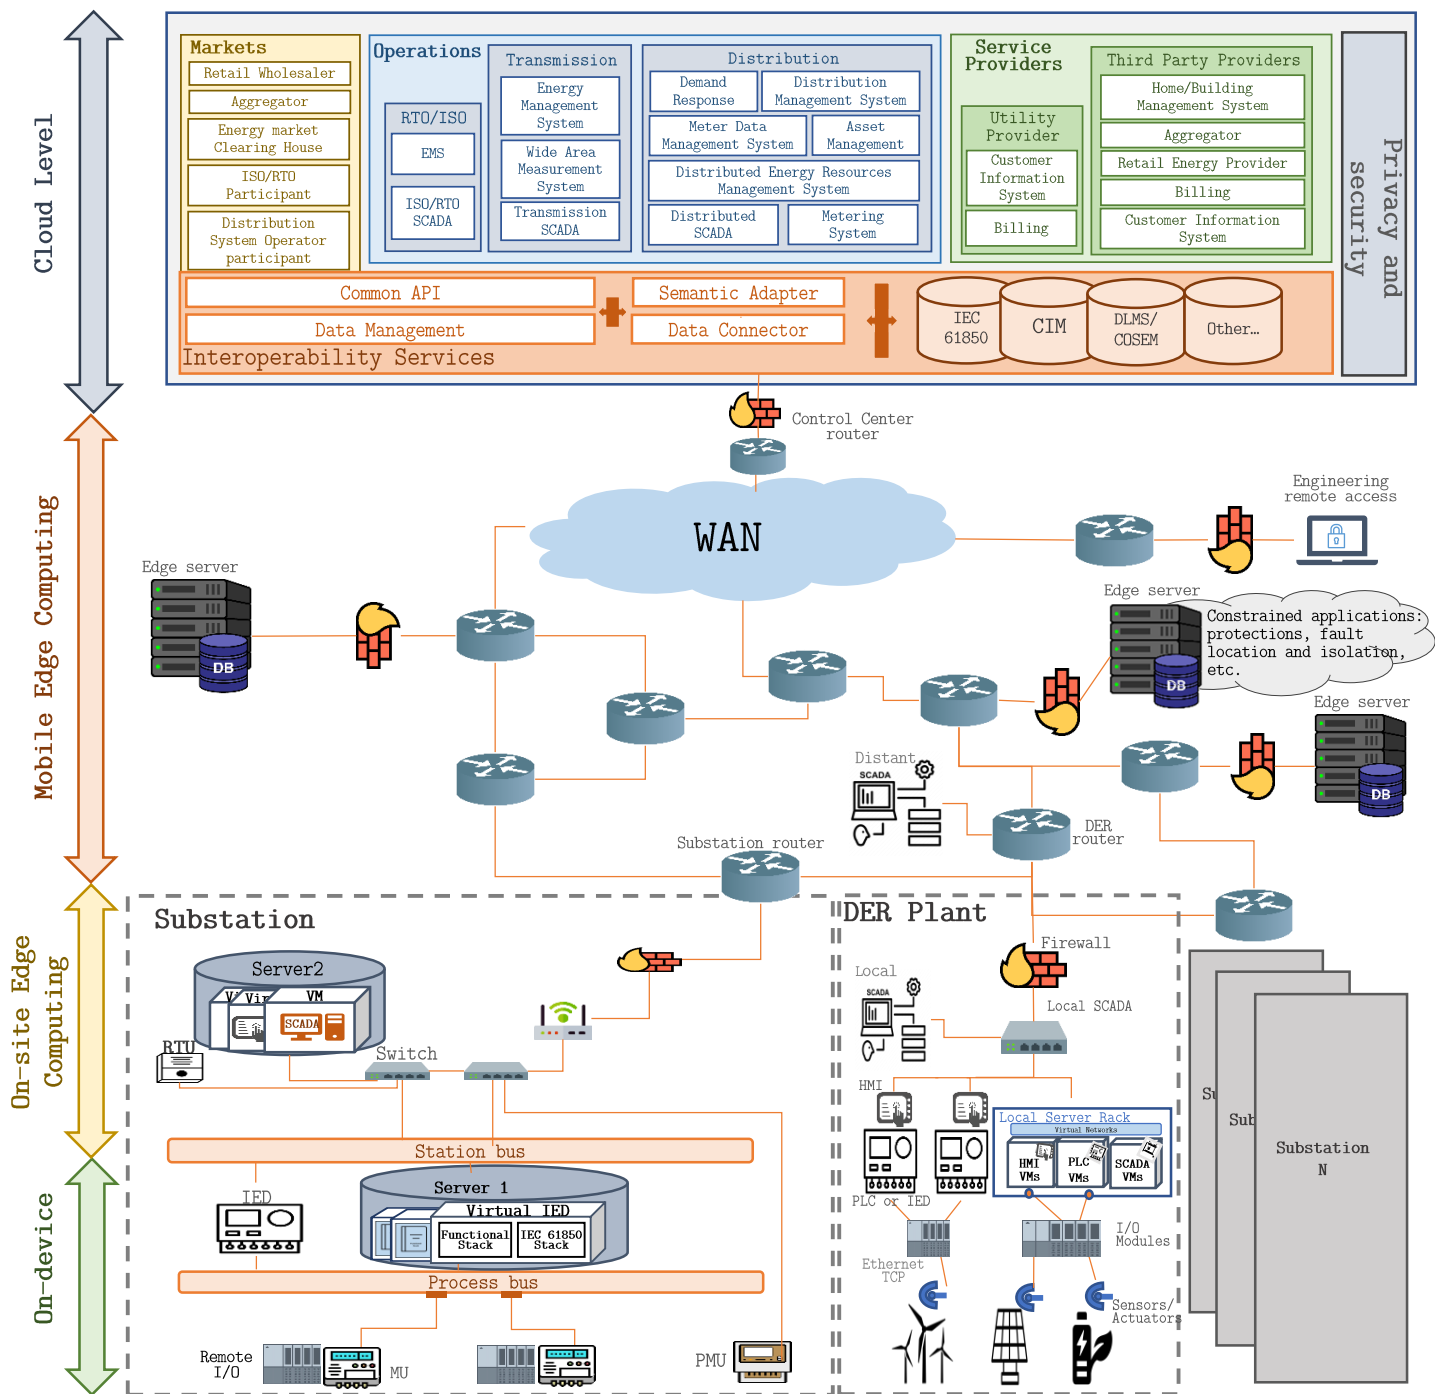 Cloud Level
Mobile Edge Computing
On-site Edge
Computing
On-device
Markets
Retail Wholesaler
Aggregator
Energy market
Clearing House
ISO/RTO
Participant
Distribution
System Operator
participant
Operations
RTO/ISO
EMS
ISO/RTO
SCADA
Transmission
Energy
Management
System
Wide Area
Measurement
System
Transmission
SCADA
Distribution
Demand
Response
Distribution
Management System
Meter Data
Management System
Asset
Management
Distributed Energy Resources
Management System
Distributed
SCADA
Metering
System
Service
Providers
Utility
Provider
Customer
Information
System
Billing
Third Party Providers
Home/Building
Management System
Aggregator
Retail Energy Provider
Billing
Customer Information
System
Privacy and
security
Common API
Data Management
Semantic Adapter
Data Connector
IEC
61850
CIM
DLMS/
COSEM
Other…
Interoperability Services
Control Center
router
WAN
Engineering
remote access
Edge server
DB
Edge server
DB
Constrained applications:
protections, fault
location and isolation,
etc.
Edge server
DB
Distant
SCADA
DER
router
Substation router
Substation
Server2
Vi
Vir
VM
SCADA
RTU
Switch
Station bus
IED
Server 1
Virtual IED
Functional
Stack
IEC 61850
Stack
Process bus
Remote
I/O
MU
PMU
DER Plant
Firewall
Local
SCADA
Local SCADA
HMI
PLC or IED
Local Server Rack
Virtual Networks
HMI
VMs
PLC
VMs
SCADA
VMs
I/O
Modules
Ethernet
TCP
Sensors/
Actuators
Su
Sub
Substation
N